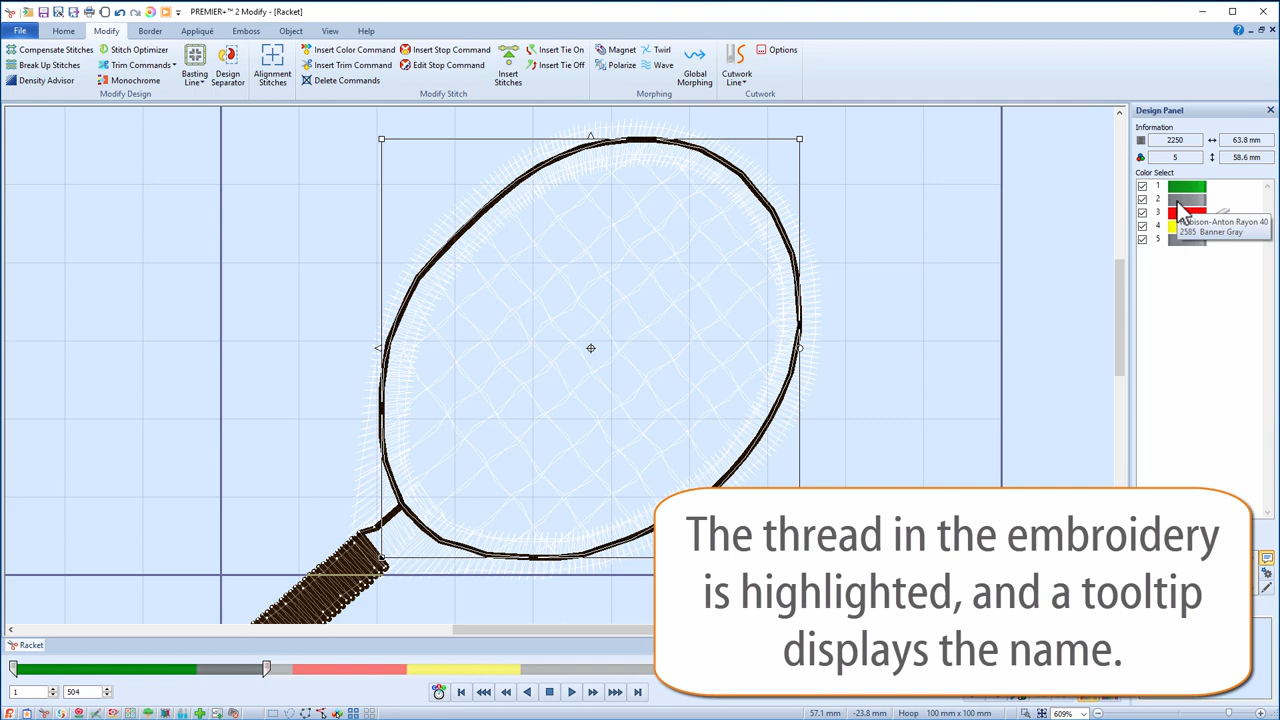 PREMIER+™ 2 Modify - [Racket]
File Home Modify Border Appliqué Emboss Object View Help
Compensate Stitches Stitch Optimizer Insert Color Command Insert Stop Command Insert Tie On Magnet Twirl Options
Break Up Stitches Trim Commands Insert Trim Command Edit Stop Command Insert Tie Off Polarize Wave
Density Advisor Monochrome Delete Commands
Basting Line
Design Separator
Alignment Stitches
Insert Stitches
Global Morphing
Cutwork Line
Modify Design Modify Stitch Morphing Cutwork
Design Panel
Information
2250 63.8 mm
5 58.6 mm
Color Select
1
2
3
4
5
bison-Anton Rayon 40
2585 Banner Gray
The thread in the embroidery
is highlighted, and a tooltip
displays the name.
Racket
1 504
57.1 mm -23.8 mm Hoop 100 mm x 100 mm 609%